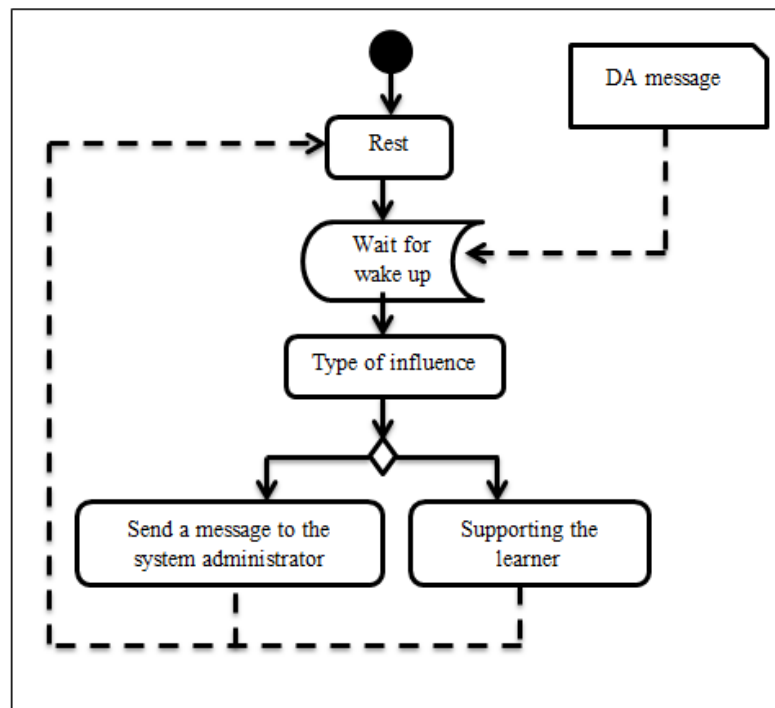 DA message
Rest
Wait for
wake up
Type of influence
Send a message to the
system administrator
Supporting the
learner